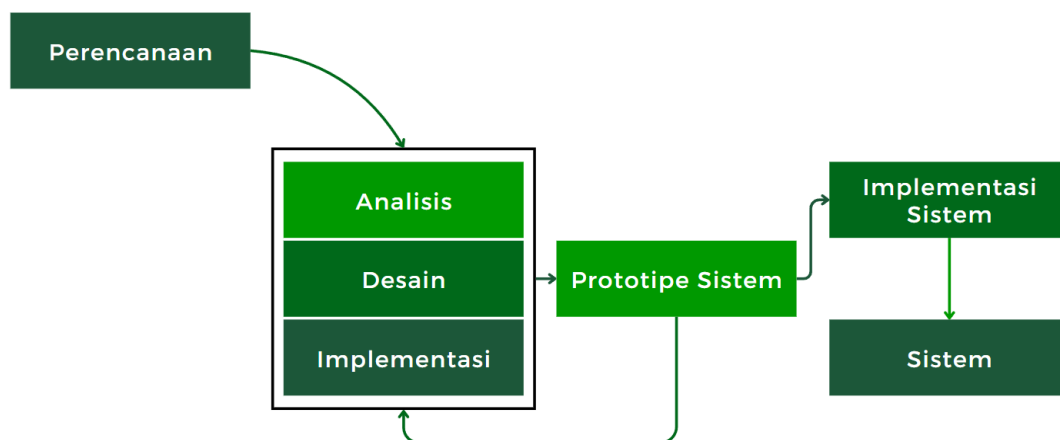 Perencanaan
Analisis
Desain
Implementasi
Prototipe Sistem
Implementasi
Sistem
Sistem